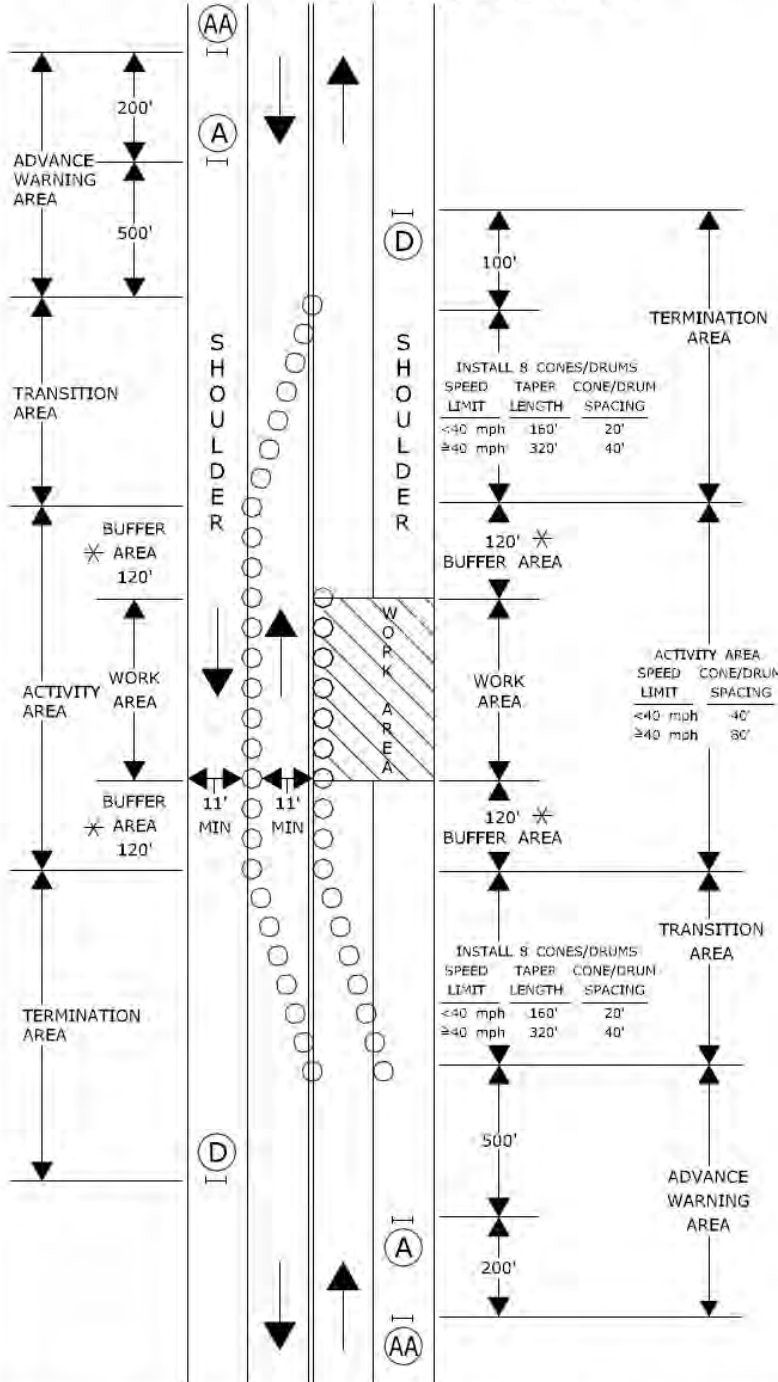 AA
200'
A
ADVANCE
WARNING
AREA
500'
D
100'
TERMINATION
AREA
SHOULDER
SHOULDER
TRANSITION
AREA
INSTALL 8 CONES/DRUMS
SPEED TAPER CONE/DRUM
LIMIT LENGTH SPACING
<40 mph 160' 20'
≥40 mph 320' 40'
BUFFER
* AREA
120'
120' *
BUFFER AREA
WORK AREA
ACTIVITY
AREA
WORK
AREA
WORK
AREA
ACTIVITY AREA
SPEED CONE/DRUM
LIMIT SPACING
<40 mph 40'
≥40 mph 80'
11'
MIN
11'
MIN
BUFFER
* AREA
120'
120' *
BUFFER AREA
TRANSITION
AREA
INSTALL 8 CONES/DRUMS
SPEED TAPER CONE/DRUM
LIMIT LENGTH SPACING
<40 mph 160' 20'
≥40 mph 320' 40'
TERMINATION
AREA
500'
D
ADVANCE
WARNING
AREA
A
200'
AA